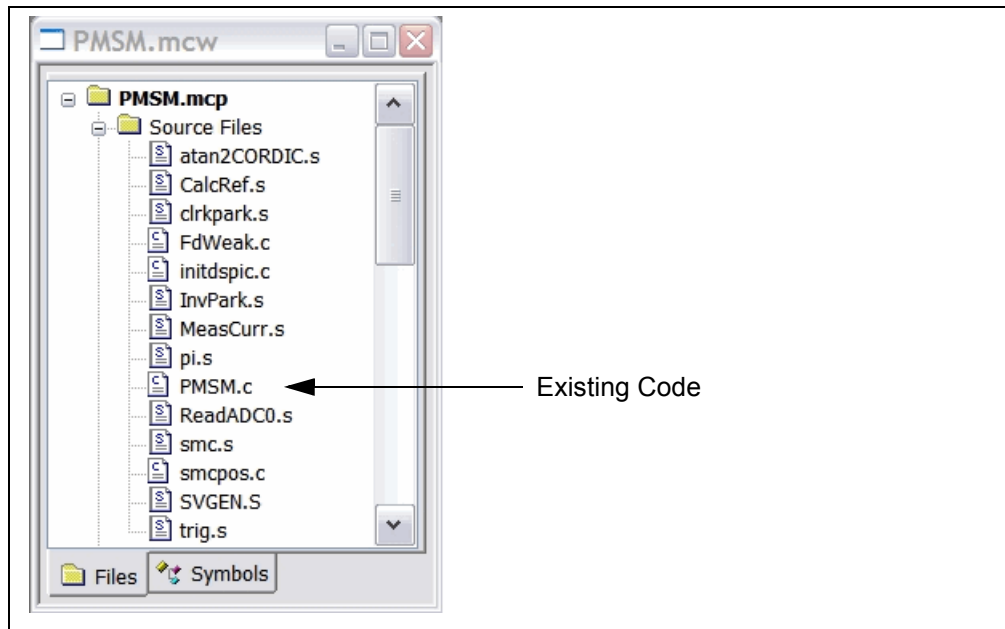 PMSM.mcw
PMSM.mcp
Source Files
atan2CORDIC.s
CalcRef.s
clrkpark.s
FdWeak.c
initdspic.c
InvPark.s
MeasCurr.s
pi.s
PMSM.c
Existing Code
ReadADC0.s
smc.s
smcpos.c
SVGEN.S
trig.s
Files Symbols